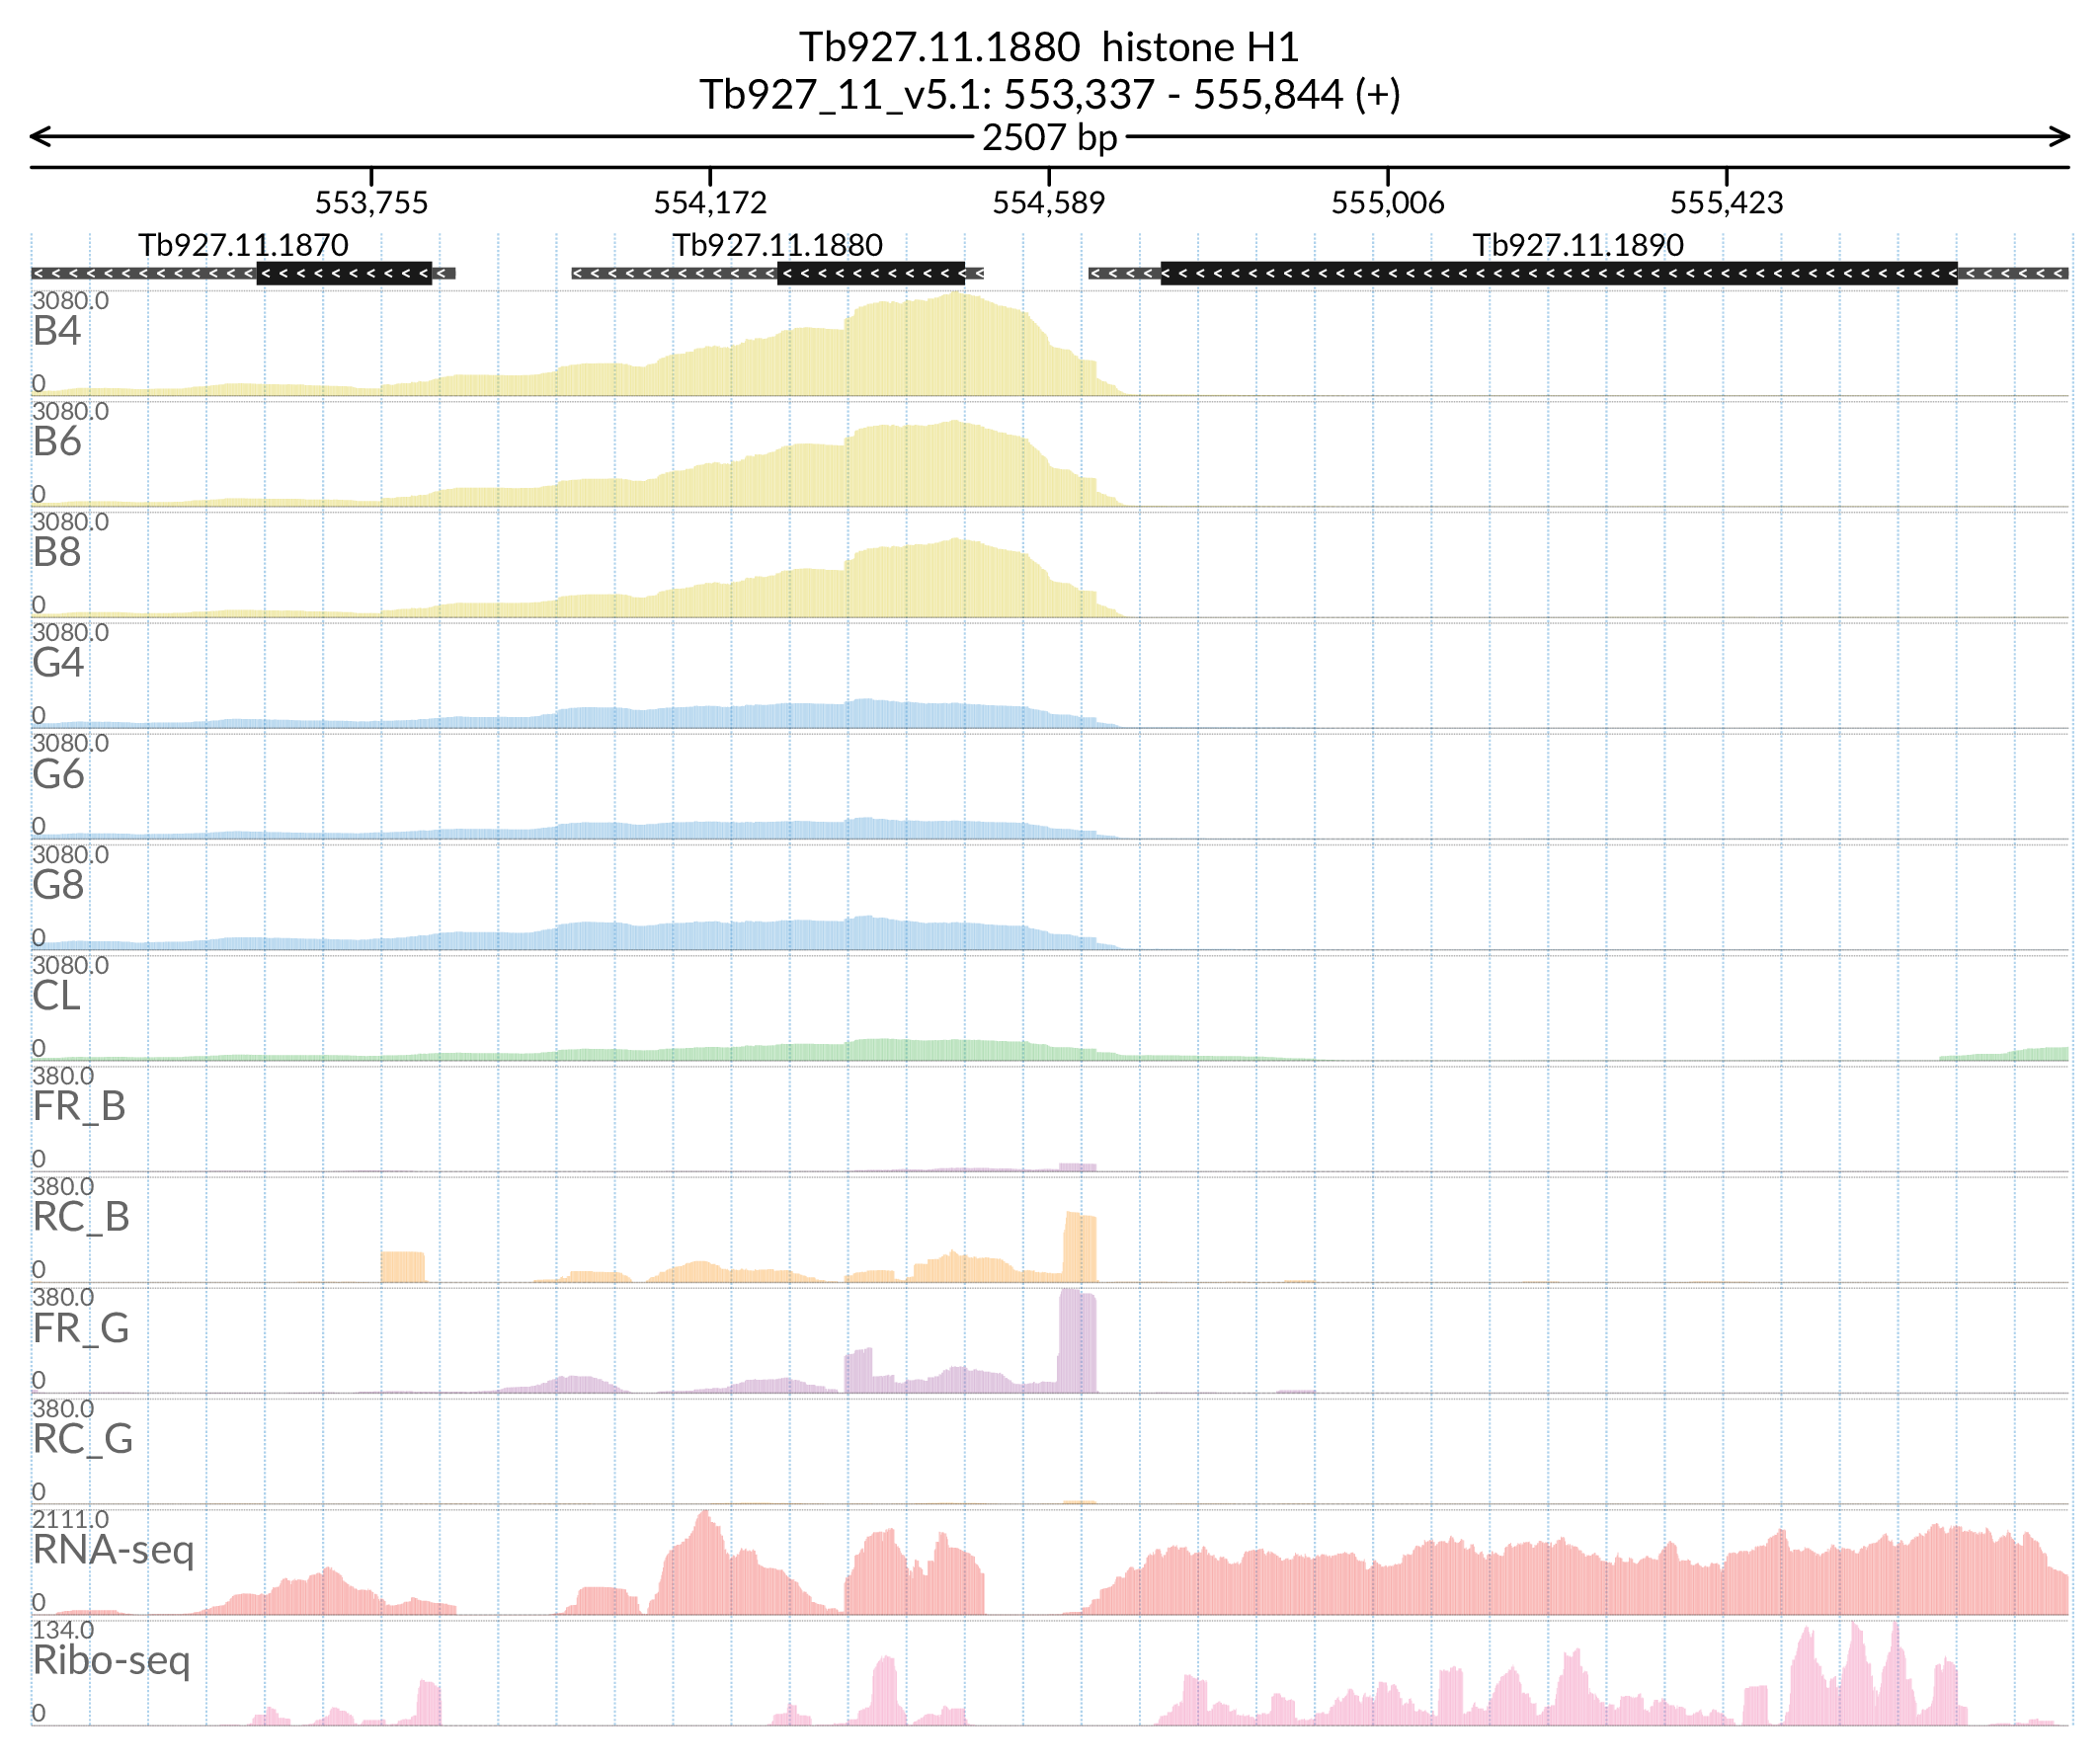 Tb927.11.1880  histone H1
Tb927_11_v5.1: 553,337 - 555,844 (+)
2507 bp
553,755 554,172 554,589 555,006 555,423
Tb927.11.1870 Tb927.11.1880 Tb927.11.1890
3080.0
B4
0
3080.0
B6
0
3080.0
B8
0
3080.0
G4
0
3080.0
G6
0
3080.0
G8
0
3080.0
CL
0
380.0
FR_B
0
380.0
RC_B
0
380.0
FR_G
0
380.0
RC_G
0
2111.0
RNA-seq
0
134.0
Ribo-seq
0